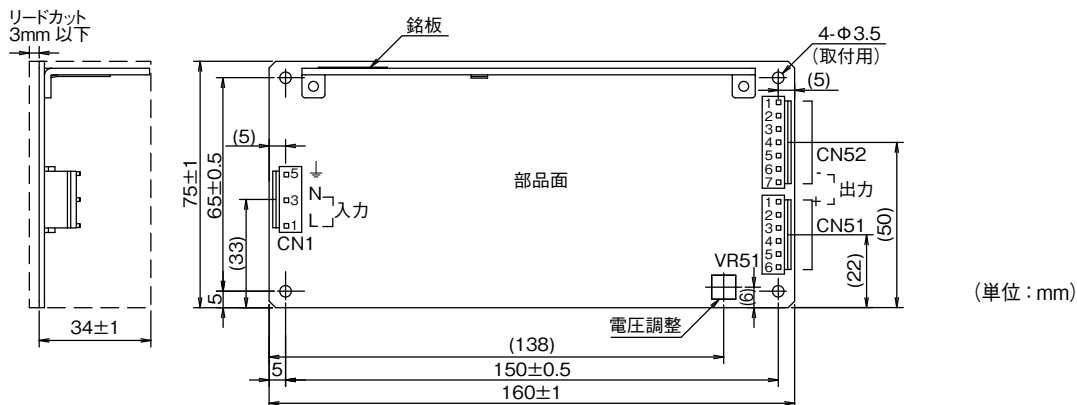 リードカット
3mm 以下
銘板
4-Φ3.5
(取付用)
(5)
(5)
75±1
65±0.5
(33)
5
5
3
1
N
L
入力
CN1
部品面
1
2
3
4
5
6
7
CN52
-
+
出力
1
2
3
4
5
6
CN51
(50)
(22)
VR51
(6)
電圧調整
34±1
(138)
5
150±0.5
160±1
(単位：mm)